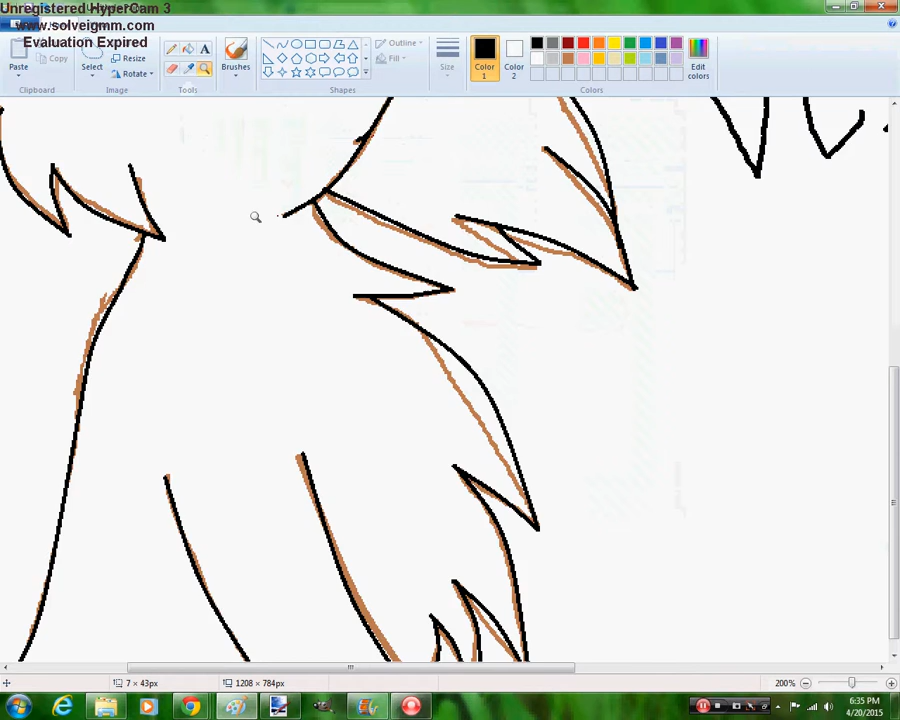 Unregistered HyperCam 3
www.solveigmm.com
Evaluation Expired
Paste
Copy
Clipboard
Select
Resize
Rotate
Image
Tools
Brushes
Outline
Fill
Shapes
Size
Color 1
Color 2
Edit colors
Colors
7 × 43px
1208 × 784px
200%
6:35 PM
4/20/2015